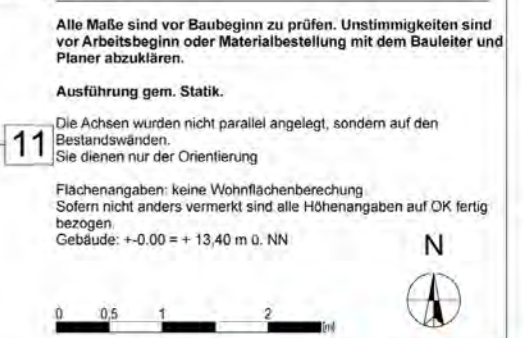 Alle Maße sind vor Baubeginn zu prüfen. Unstimmigkeiten sind
vor Arbeitsbeginn oder Materialbestellung mit dem Bauleiter und
Planer abzuklären.
Ausführung gem. Statik.
Die Achsen wurden nicht parallel angelegt, sondern auf den
11 Bestandswänden.
Sie dienen nur der Orientierung
Flächenangaben: keine Wohnflächenberechung
Sofern nicht anders vermerkt sind alle Höhenangaben auf OK fertig
bezogen.
Gebäude: +-0.00 = + 13,40 m ü. NN
N
0 0,5 1 2
[m]